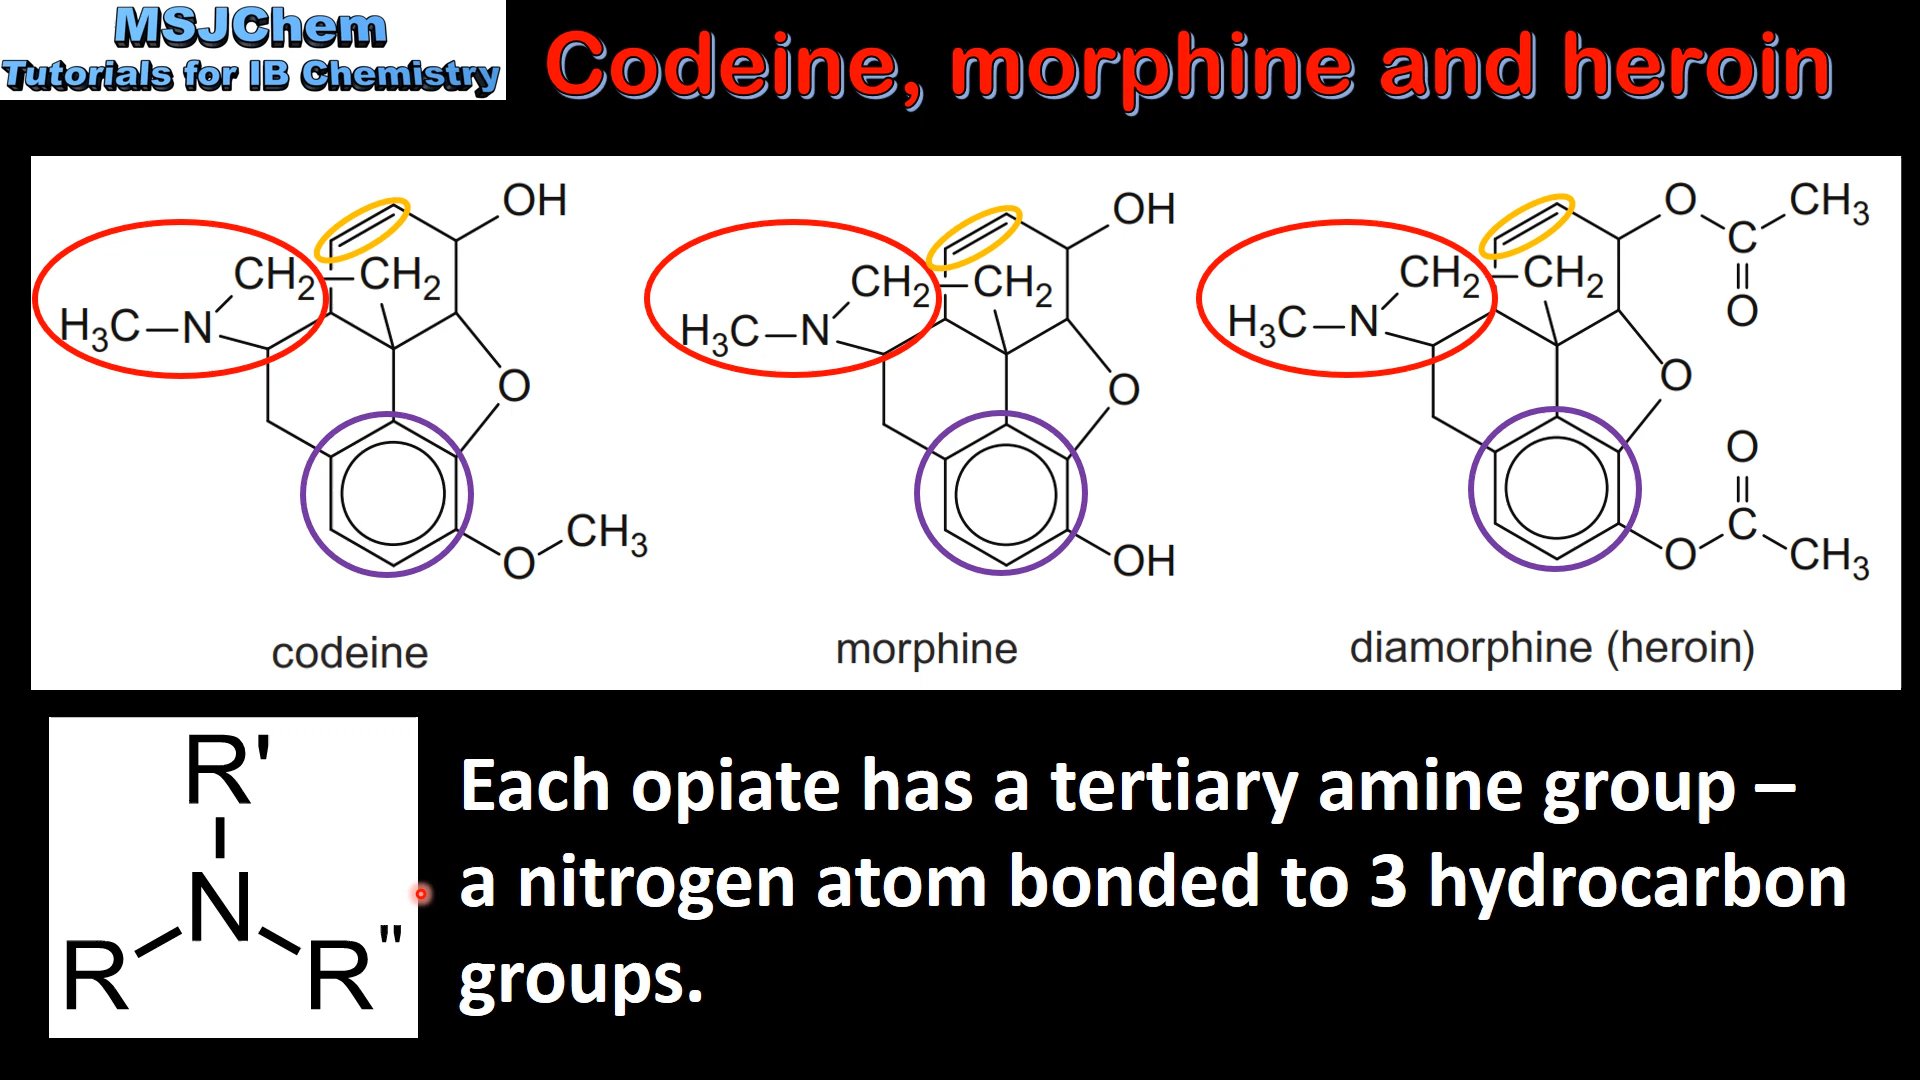 MSJChem
Tutorials for IB Chemistry
Codeine, morphine and heroin
OH
CH2 CH2
H3C N
O
CH3
O
codeine
OH
CH2 CH2
H3C N
O
OH
morphine
O CH3
C
O
CH2 CH2
H3C N
O
O
C
O CH3
diamorphine (heroin)
R'
N
R R"
Each opiate has a tertiary amine group –
a nitrogen atom bonded to 3 hydrocarbon
groups.